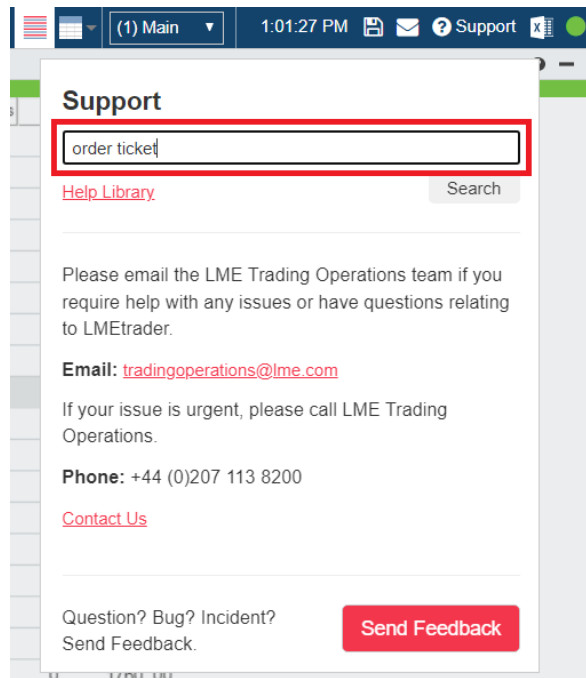 (1) Main
1:01:27 PM
Support
Support
order ticket
Help Library
Search
Please email the LME Trading Operations team if you
require help with any issues or have questions relating
to LMEtrader.
Email: tradingoperations@lme.com
If your issue is urgent, please call LME Trading
Operations.
Phone: +44 (0)207 113 8200
Contact Us
Question? Bug? Incident?
Send Feedback.
Send Feedback